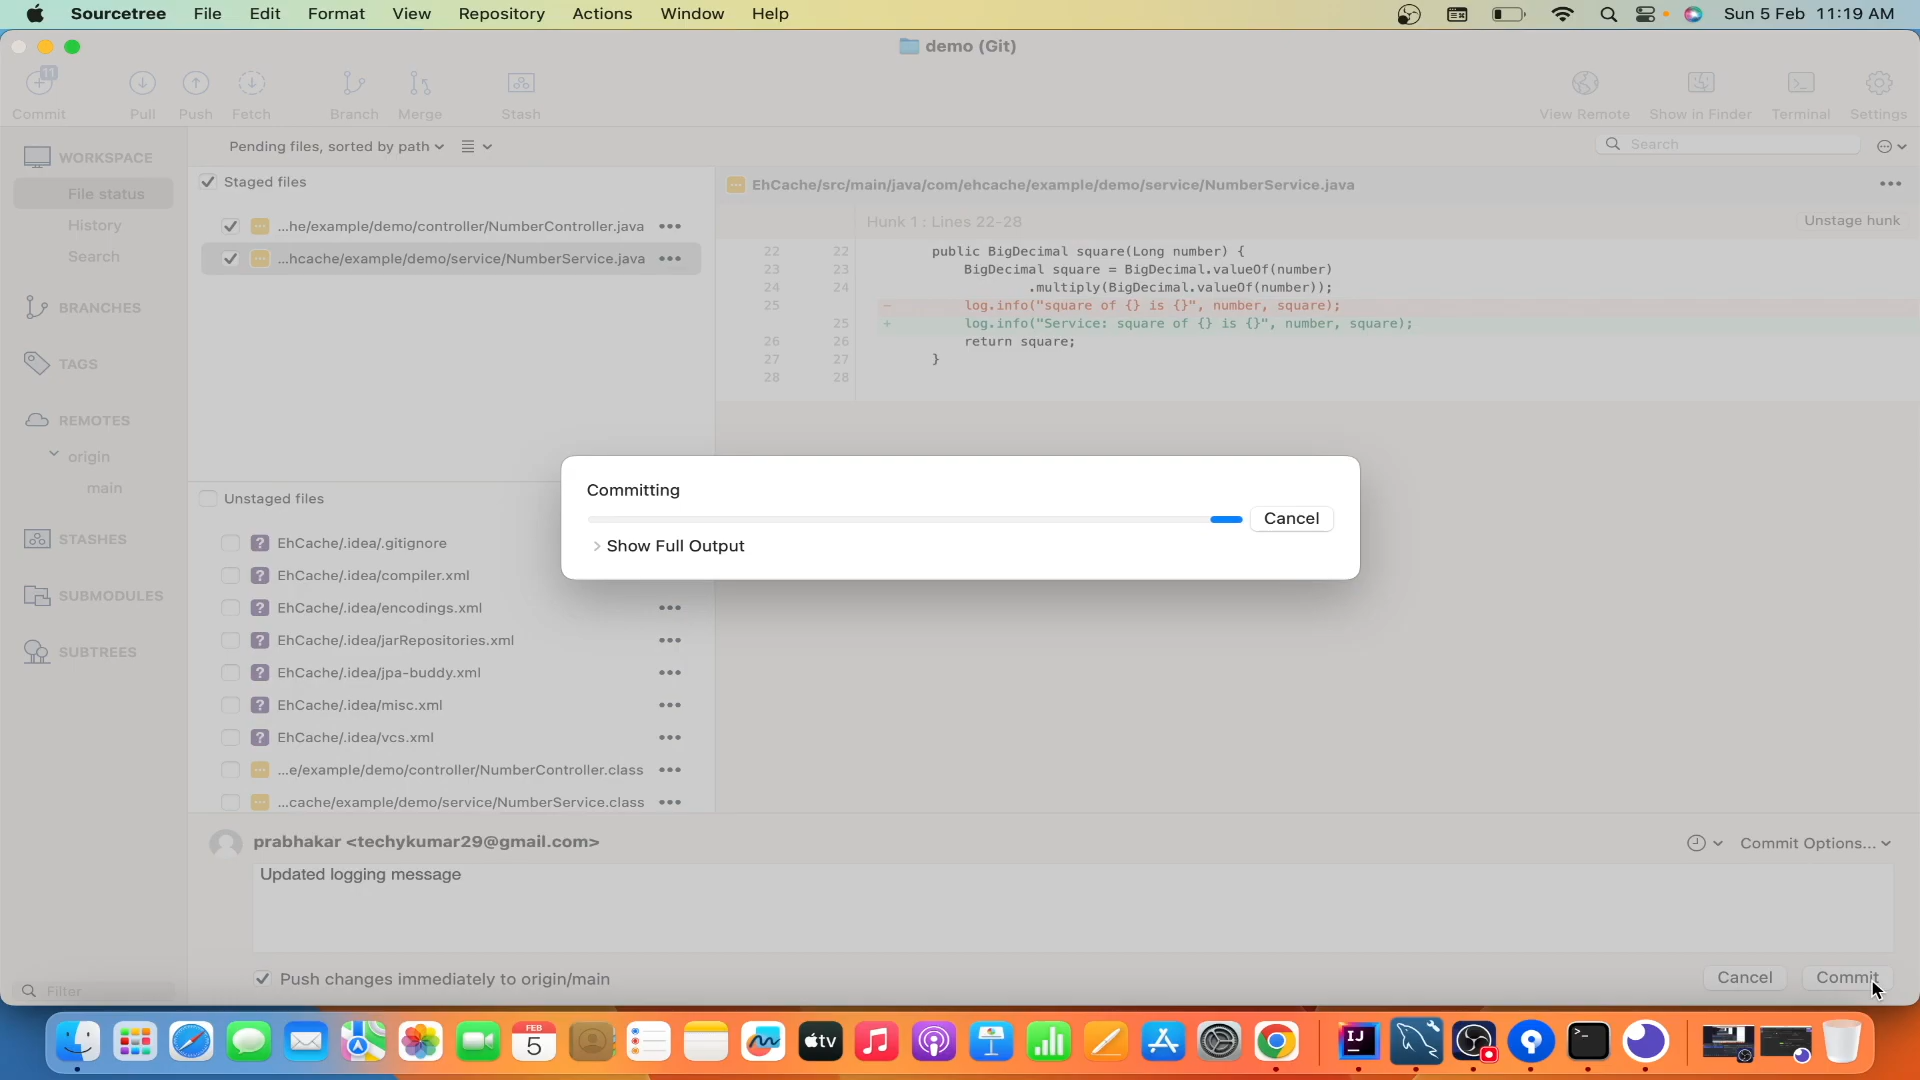 Sourcetree File Edit Format View Repository Actions Window Help Sun 5 Feb 11:19 AM
demo (Git)
11
Commit Pull Push Fetch Branch Merge Stash View Remote Show in Finder Terminal Settings
WORKSPACE
File status
History
Search
BRANCHES
TAGS
REMOTES
origin
main
STASHES
SUBMODULES
SUBTREES
Filter
Pending files, sorted by path
Search
Staged files
...he/example/demo/controller/NumberController.java
...hcache/example/demo/service/NumberService.java
Unstaged files
EhCache/.idea/.gitignore
EhCache/.idea/compiler.xml
EhCache/.idea/encodings.xml
EhCache/.idea/jarRepositories.xml
EhCache/.idea/jpa-buddy.xml
EhCache/.idea/misc.xml
EhCache/.idea/vcs.xml
...e/example/demo/controller/NumberController.class
...cache/example/demo/service/NumberService.class
EhCache/src/main/java/com/ehcache/example/demo/service/NumberService.java
Hunk 1 : Lines 22-28 Unstage hunk
22 22 public BigDecimal square(Long number) {
23 23 BigDecimal square = BigDecimal.valueOf(number)
24 24 .multiply(BigDecimal.valueOf(number));
25 - log.info("square of {} is {}", number, square);
25 + log.info("Service: square of {} is {}", number, square);
26 26 return square;
27 27 }
28 28
Committing
Cancel
Show Full Output
prabhakar <techykumar29@gmail.com>
Commit Options...
Updated logging message
Push changes immediately to origin/main
Cancel Commit
FEB
5
tv
IJ